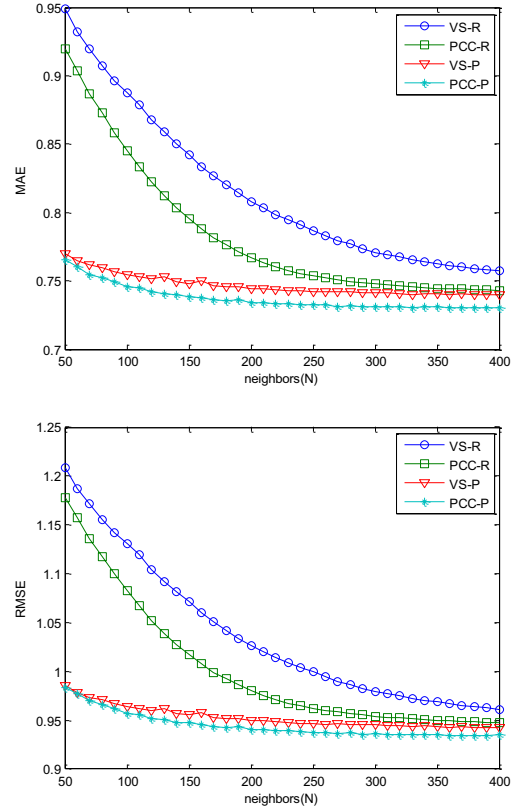 0.95
0.9
0.85
0.8
0.75
0.7
MAE
50 100 150 200 250 300 350 400
neighbors(N)
VS-R
PCC-R
VS-P
PCC-P
1.25
1.2
1.15
1.1
1.05
1
0.95
0.9
RMSE
50 100 150 200 250 300 350 400
neighbors(N)
VS-R
PCC-R
VS-P
PCC-P